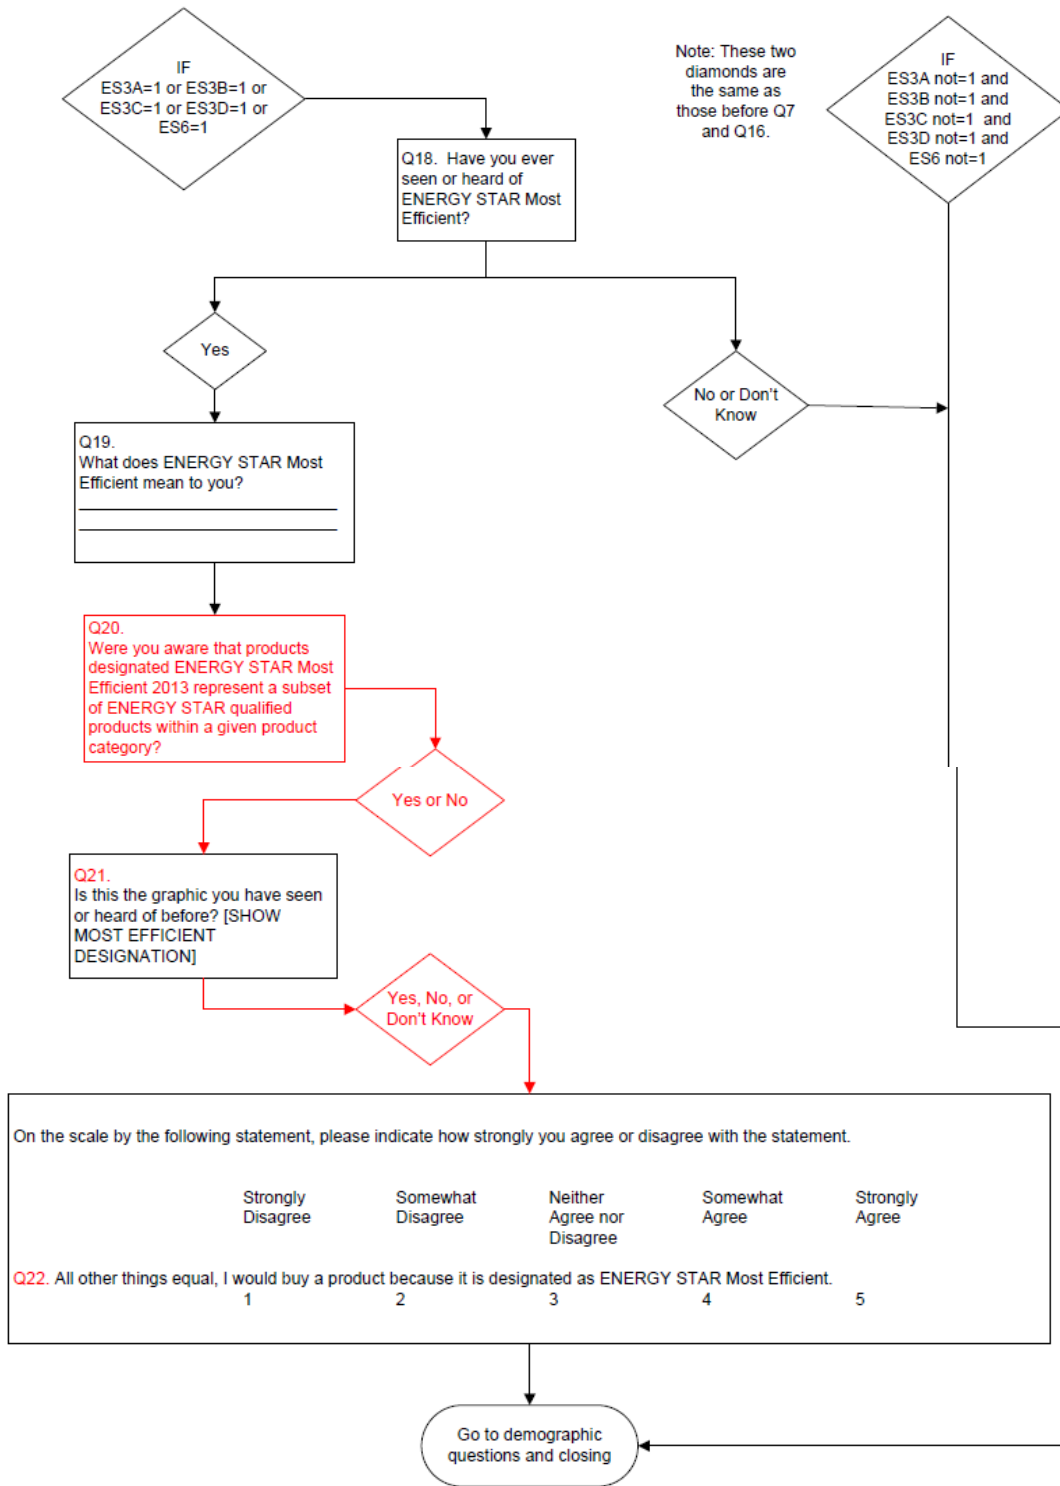 IF
ES3A=1 or ES3B=1 or
ES3C=1 or ES3D=1 or
ES6=1
Note: These two
diamonds are
the same as
those before Q7
and Q16.
IF
ES3A not=1 and
ES3B not=1 and
ES3C not=1 and
ES3D not=1 and
ES6 not=1
Q18. Have you ever
seen or heard of
ENERGY STAR Most
Efficient?
Yes
No or Don't
Know
Q19.
What does ENERGY STAR Most
Efficient mean to you?
Q20.
Were you aware that products
designated ENERGY STAR Most
Efficient 2013 represent a subset
of ENERGY STAR qualified
products within a given product
category?
Yes or No
Q21.
Is this the graphic you have seen
or heard of before? [SHOW
MOST EFFICIENT
DESIGNATION]
Yes, No, or
Don't Know
On the scale by the following statement, please indicate how strongly you agree or disagree with the statement.
Strongly Somewhat Neither Somewhat Strongly
Disagree Disagree Agree nor Agree Agree
Disagree
Q22. All other things equal, I would buy a product because it is designated as ENERGY STAR Most Efficient.
1 2 3 4 5
Go to demographic
questions and closing